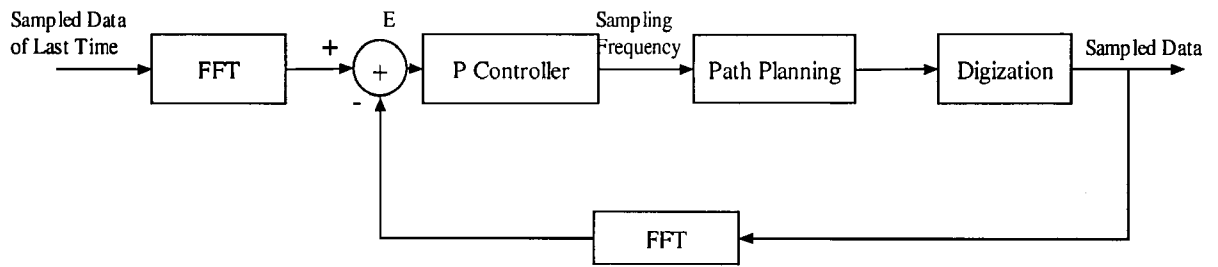 Sampled Data
of Last Time
FFT
+
-
E
+
P Controller
Sampling
Frequency
Path Planning
Digization
Sampled Data
FFT